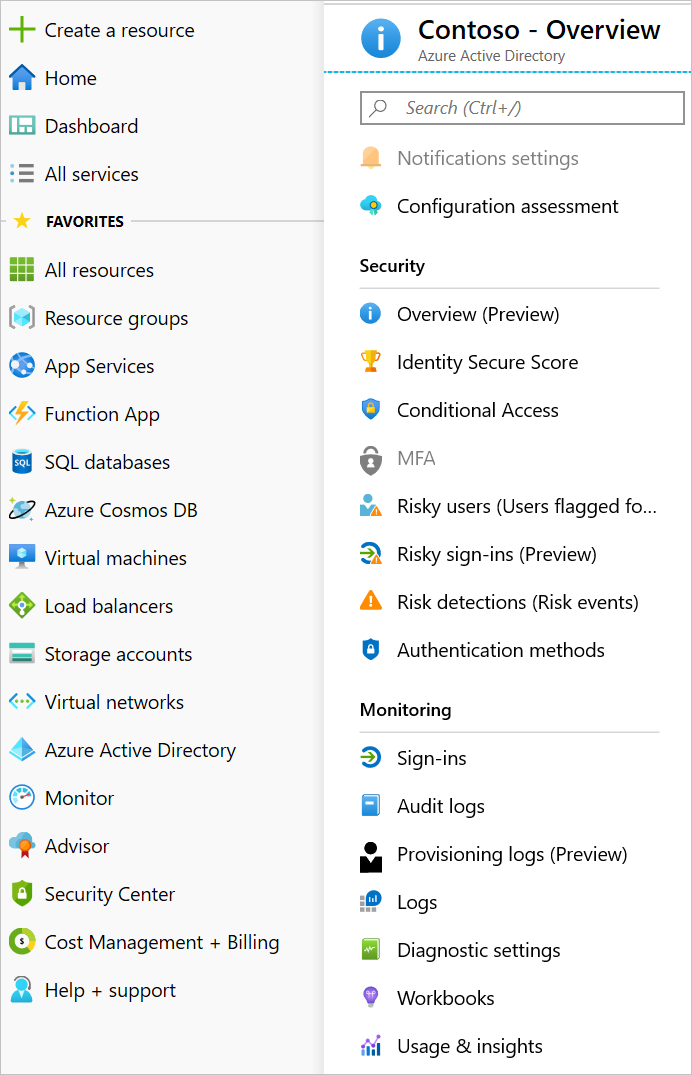 Create a resource
Home
Dashboard
All services
FAVORITES
All resources
Resource groups
App Services
Function App
SQL databases
SQL
Azure Cosmos DB
Virtual machines
Load balancers
Storage accounts
Virtual networks
Azure Active Directory
Monitor
Advisor
Security Center
Cost Management + Billing
$
Help + support
Contoso - Overview
Azure Active Directory
Search (Ctrl+/)
Notifications settings
Configuration assessment
Security
Overview (Preview)
Identity Secure Score
Conditional Access
MFA
Risky users (Users flagged fo...
Risky sign-ins (Preview)
Risk detections (Risk events)
Authentication methods
Monitoring
Sign-ins
Audit logs
Provisioning logs (Preview)
Logs
Diagnostic settings
Workbooks
Usage & insights